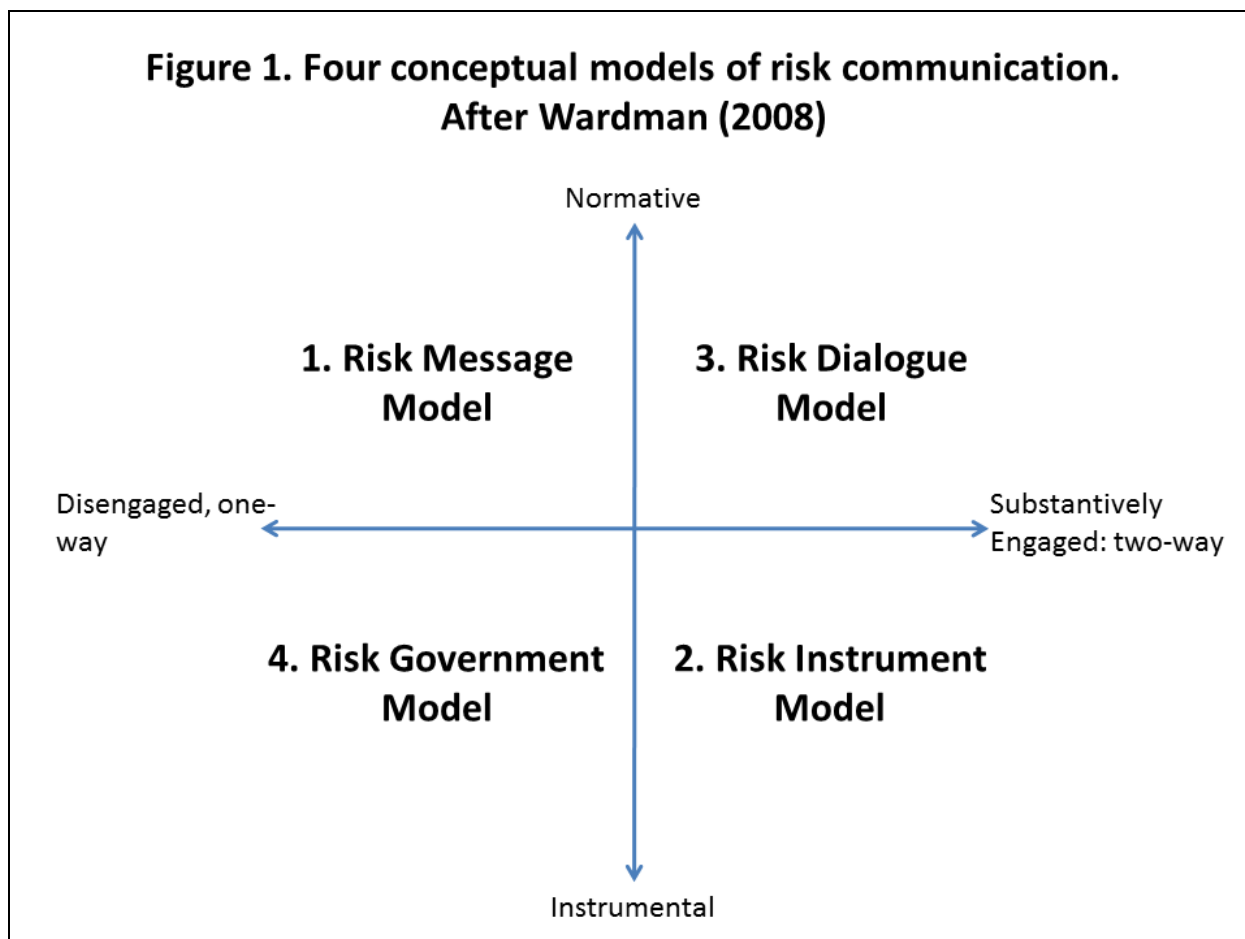 Figure 1. Four conceptual models of risk communication.
After Wardman (2008)
Normative
1. Risk Message
Model
3. Risk Dialogue
Model
Disengaged, one-
way
Substantively
Engaged: two-way
4. Risk Government
Model
2. Risk Instrument
Model
Instrumental